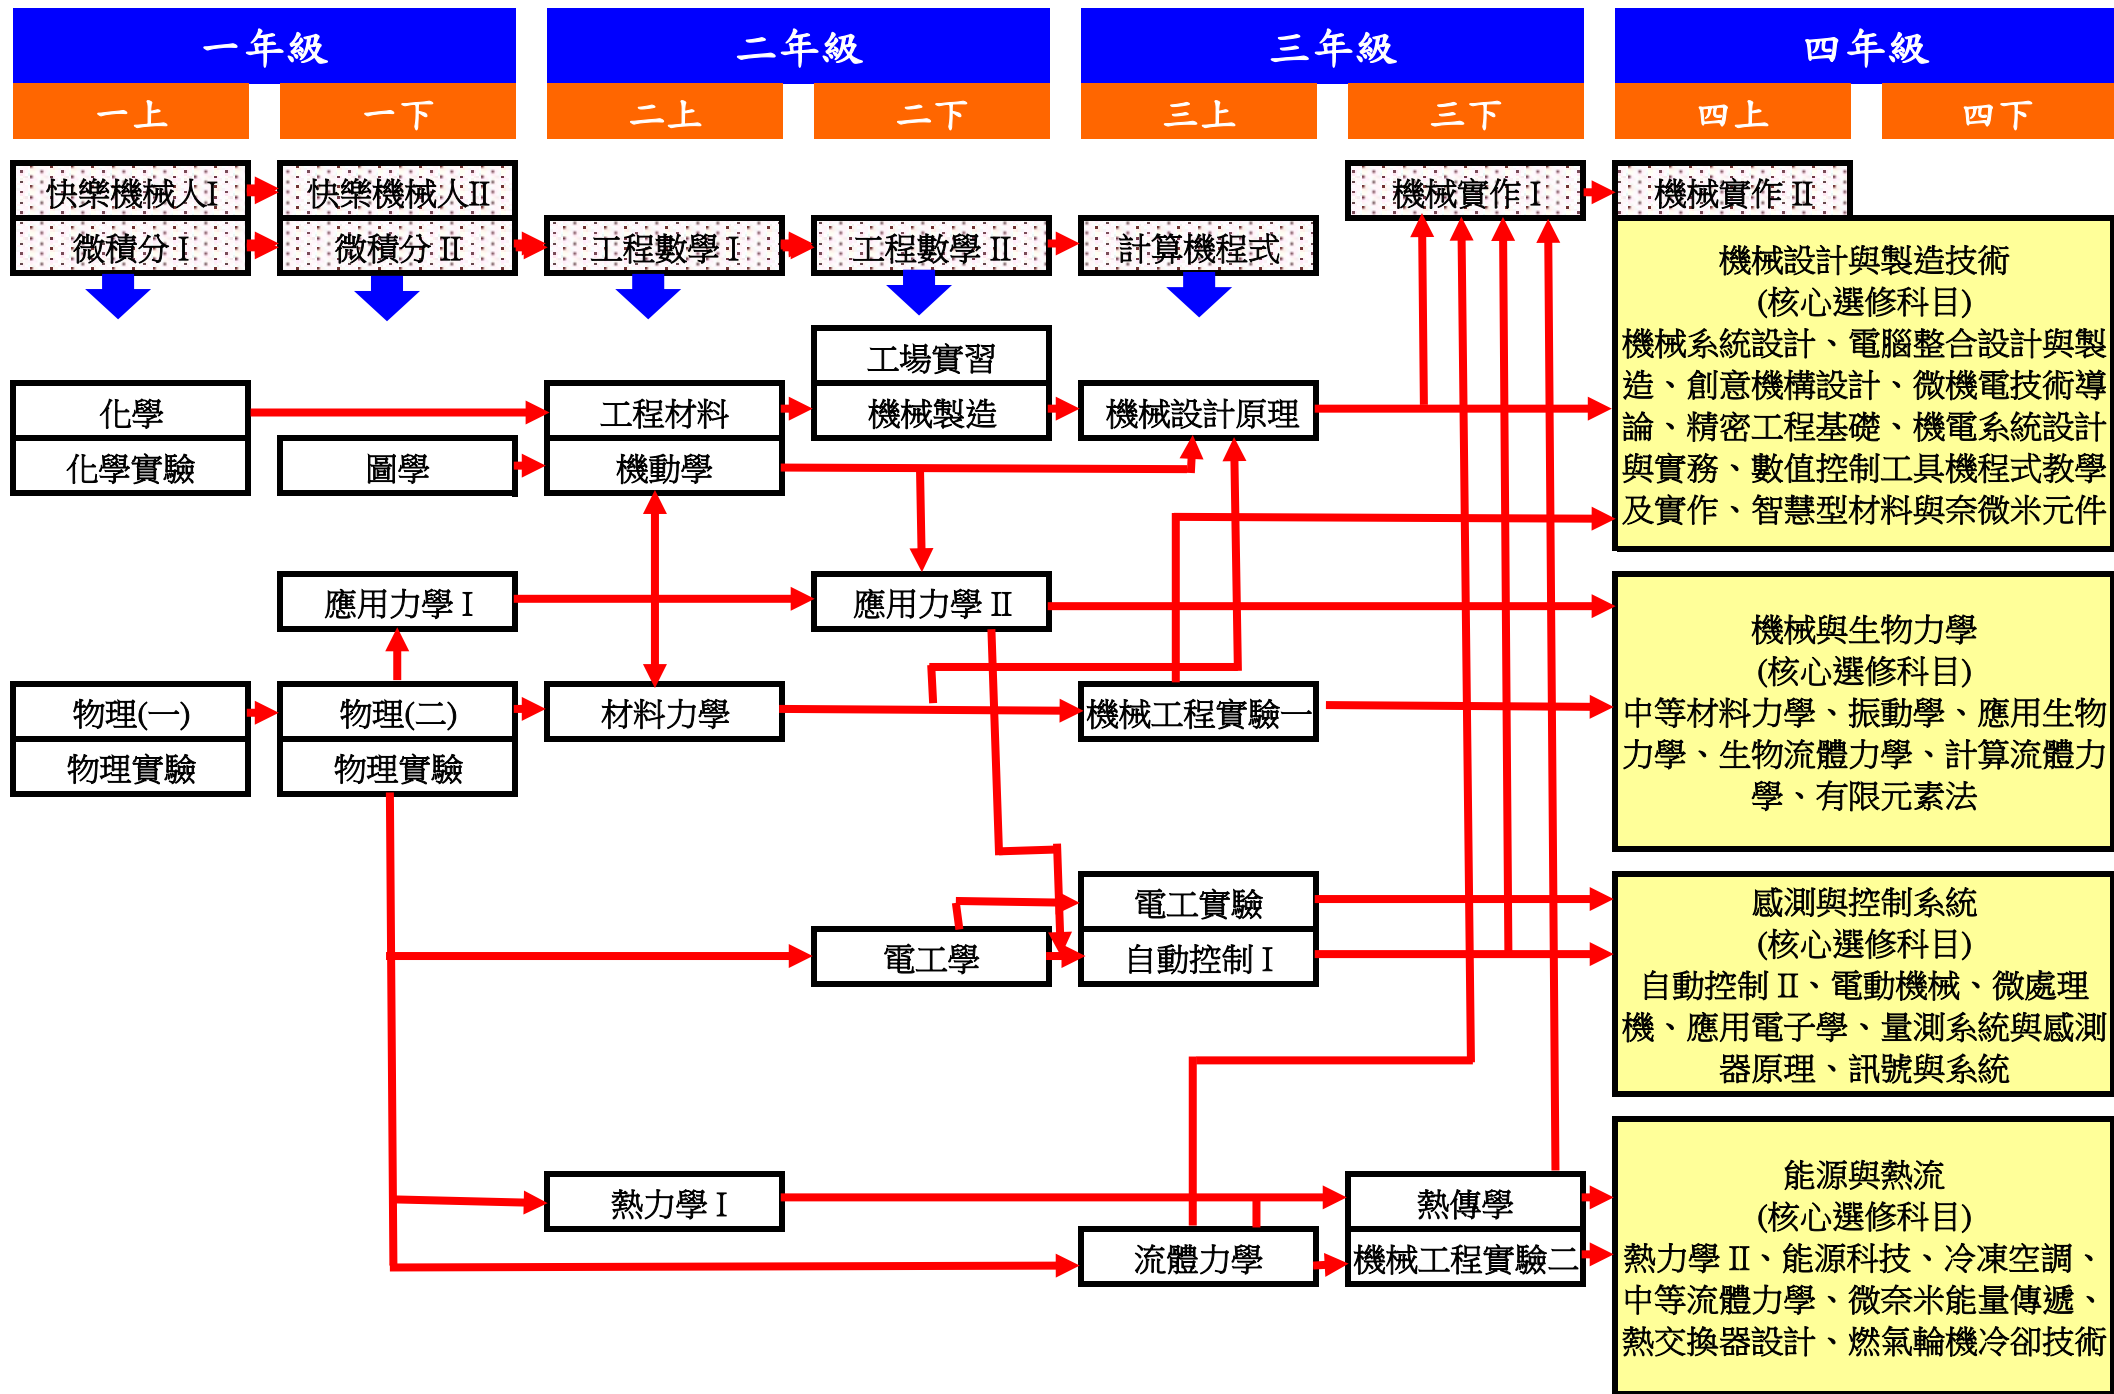 一年級
二年級
三年級
四年級
一上
一下
二上
二下
三上
三下
四上
四下
快樂機械人I
快樂機械人II
機械實作 I
機械實作 II
微積分 I
微積分 II
工程數學 I
工程數學 II
計算機程式
工場實習
化學
工程材料
機械製造
機械設計原理
化學實驗
圖學
機動學
機械設計與製造技術
(核心選修科目)
機械系統設計、電腦整合設計與製
造、創意機構設計、微機電技術導
論、精密工程基礎、機電系統設計
與實務、數值控制工具機程式教學
及實作、智慧型材料與奈微米元件
應用力學 I
應用力學 II
物理(一)
物理(二)
材料力學
機械工程實驗一
物理實驗
物理實驗
機械與生物力學
(核心選修科目)
中等材料力學、振動學、應用生物
力學、生物流體力學、計算流體力
學、有限元素法
電工實驗
電工學
自動控制 I
感測與控制系統
(核心選修科目)
自動控制 II、電動機械、微處理
機、應用電子學、量測系統與感測
器原理、訊號與系統
熱力學 I
熱傳學
流體力學
機械工程實驗二
能源與熱流
(核心選修科目)
熱力學 II、能源科技、冷凍空調、
中等流體力學、微奈米能量傳遞、
熱交換器設計、燃氣輪機冷卻技術